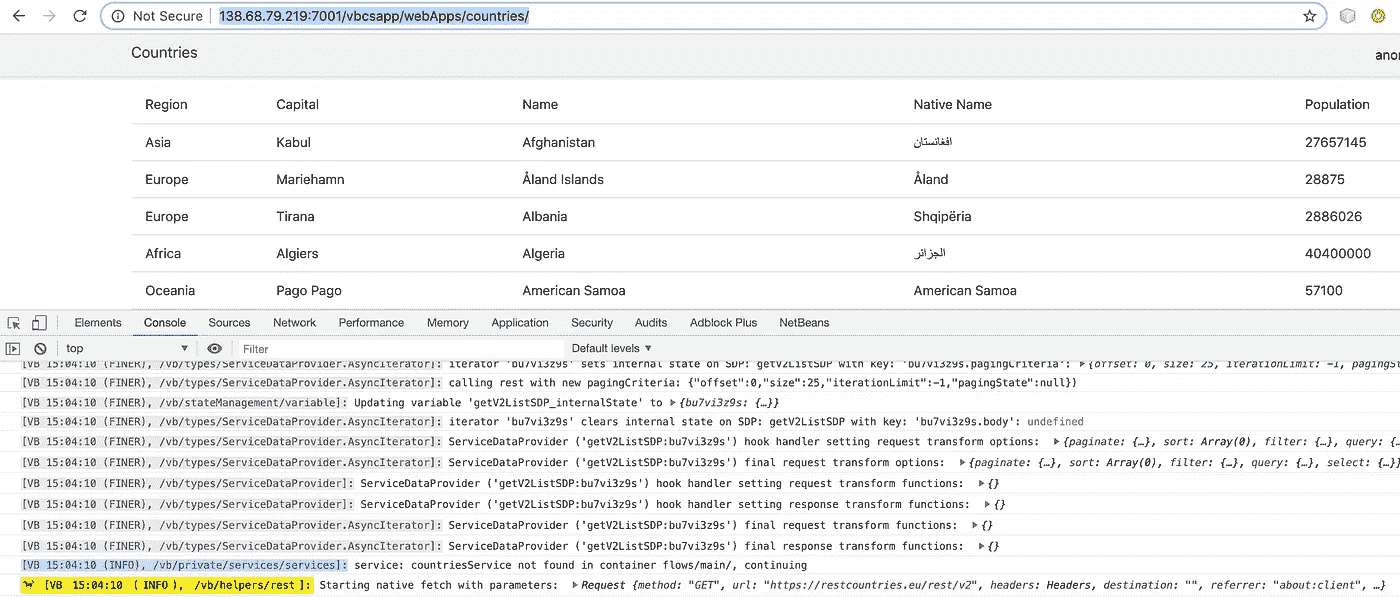 Not Secure 138.68.79.219:7001/vbcsapp/webApps/countries/
Countries
anor
Region Capital Name Native Name Population
Asia Kabul Afghanistan افغانستان 27657145
Europe Mariehamn Åland Islands Åland 28875
Europe Tirana Albania Shqipëria 2886026
Africa Algiers Algeria الجزائر 40400000
Oceania Pago Pago American Samoa American Samoa 57100
Elements Console Sources Network Performance Memory Application Security Audits Adblock Plus NetBeans
top Filter Default levels
[VB 15:04:10 (FINER), /vb/types/ServiceDataProvider.AsyncIterator]: iterator 'bu7vi3z9s' sets internal state on SDP: getV2ListSDP with key: 'bu7vi3z9s.pagingCriteria': {offset: 0, size: 25, iterationLimit: -1, pagingSt
[VB 15:04:10 (FINER), /vb/types/ServiceDataProvider.AsyncIterator]: calling rest with new pagingCriteria: {"offset":0,"size":25,"iterationLimit":-1,"pagingState":null})
[VB 15:04:10 (FINER), /vb/stateManagement/variable]: Updating variable 'getV2ListSDP_internalState' to {bu7vi3z9s: {…}}
[VB 15:04:10 (FINER), /vb/types/ServiceDataProvider.AsyncIterator]: iterator 'bu7vi3z9s' clears internal state on SDP: getV2ListSDP with key: 'bu7vi3z9s.body': undefined
[VB 15:04:10 (FINER), /vb/types/ServiceDataProvider.AsyncIterator]: ServiceDataProvider ('getV2ListSDP:bu7vi3z9s') hook handler setting request transform options: {paginate: {…}, sort: Array(0), filter: {…}, query: {…
[VB 15:04:10 (FINER), /vb/types/ServiceDataProvider.AsyncIterator]: ServiceDataProvider ('getV2ListSDP:bu7vi3z9s') final request transform options: {paginate: {…}, sort: Array(0), filter: {…}, query: {…}, select: {…}}
[VB 15:04:10 (FINER), /vb/types/ServiceDataProvider]: ServiceDataProvider ('getV2ListSDP:bu7vi3z9s') hook handler setting request transform functions: {}
[VB 15:04:10 (FINER), /vb/types/ServiceDataProvider]: ServiceDataProvider ('getV2ListSDP:bu7vi3z9s') hook handler setting response transform functions: {}
[VB 15:04:10 (FINER), /vb/types/ServiceDataProvider.AsyncIterator]: ServiceDataProvider ('getV2ListSDP:bu7vi3z9s') final request transform functions: {}
[VB 15:04:10 (FINER), /vb/types/ServiceDataProvider.AsyncIterator]: ServiceDataProvider ('getV2ListSDP:bu7vi3z9s') final response transform functions: {}
[VB 15:04:10 (INFO), /vb/private/services/services]: service: countriesService not found in container flows/main/, continuing
[VB 15:04:10 (INFO), /vb/helpers/rest]: Starting native fetch with parameters: Request {method: "GET", url: "https://restcountries.eu/rest/v2", headers: Headers, destination: "", referrer: "about:client", …}